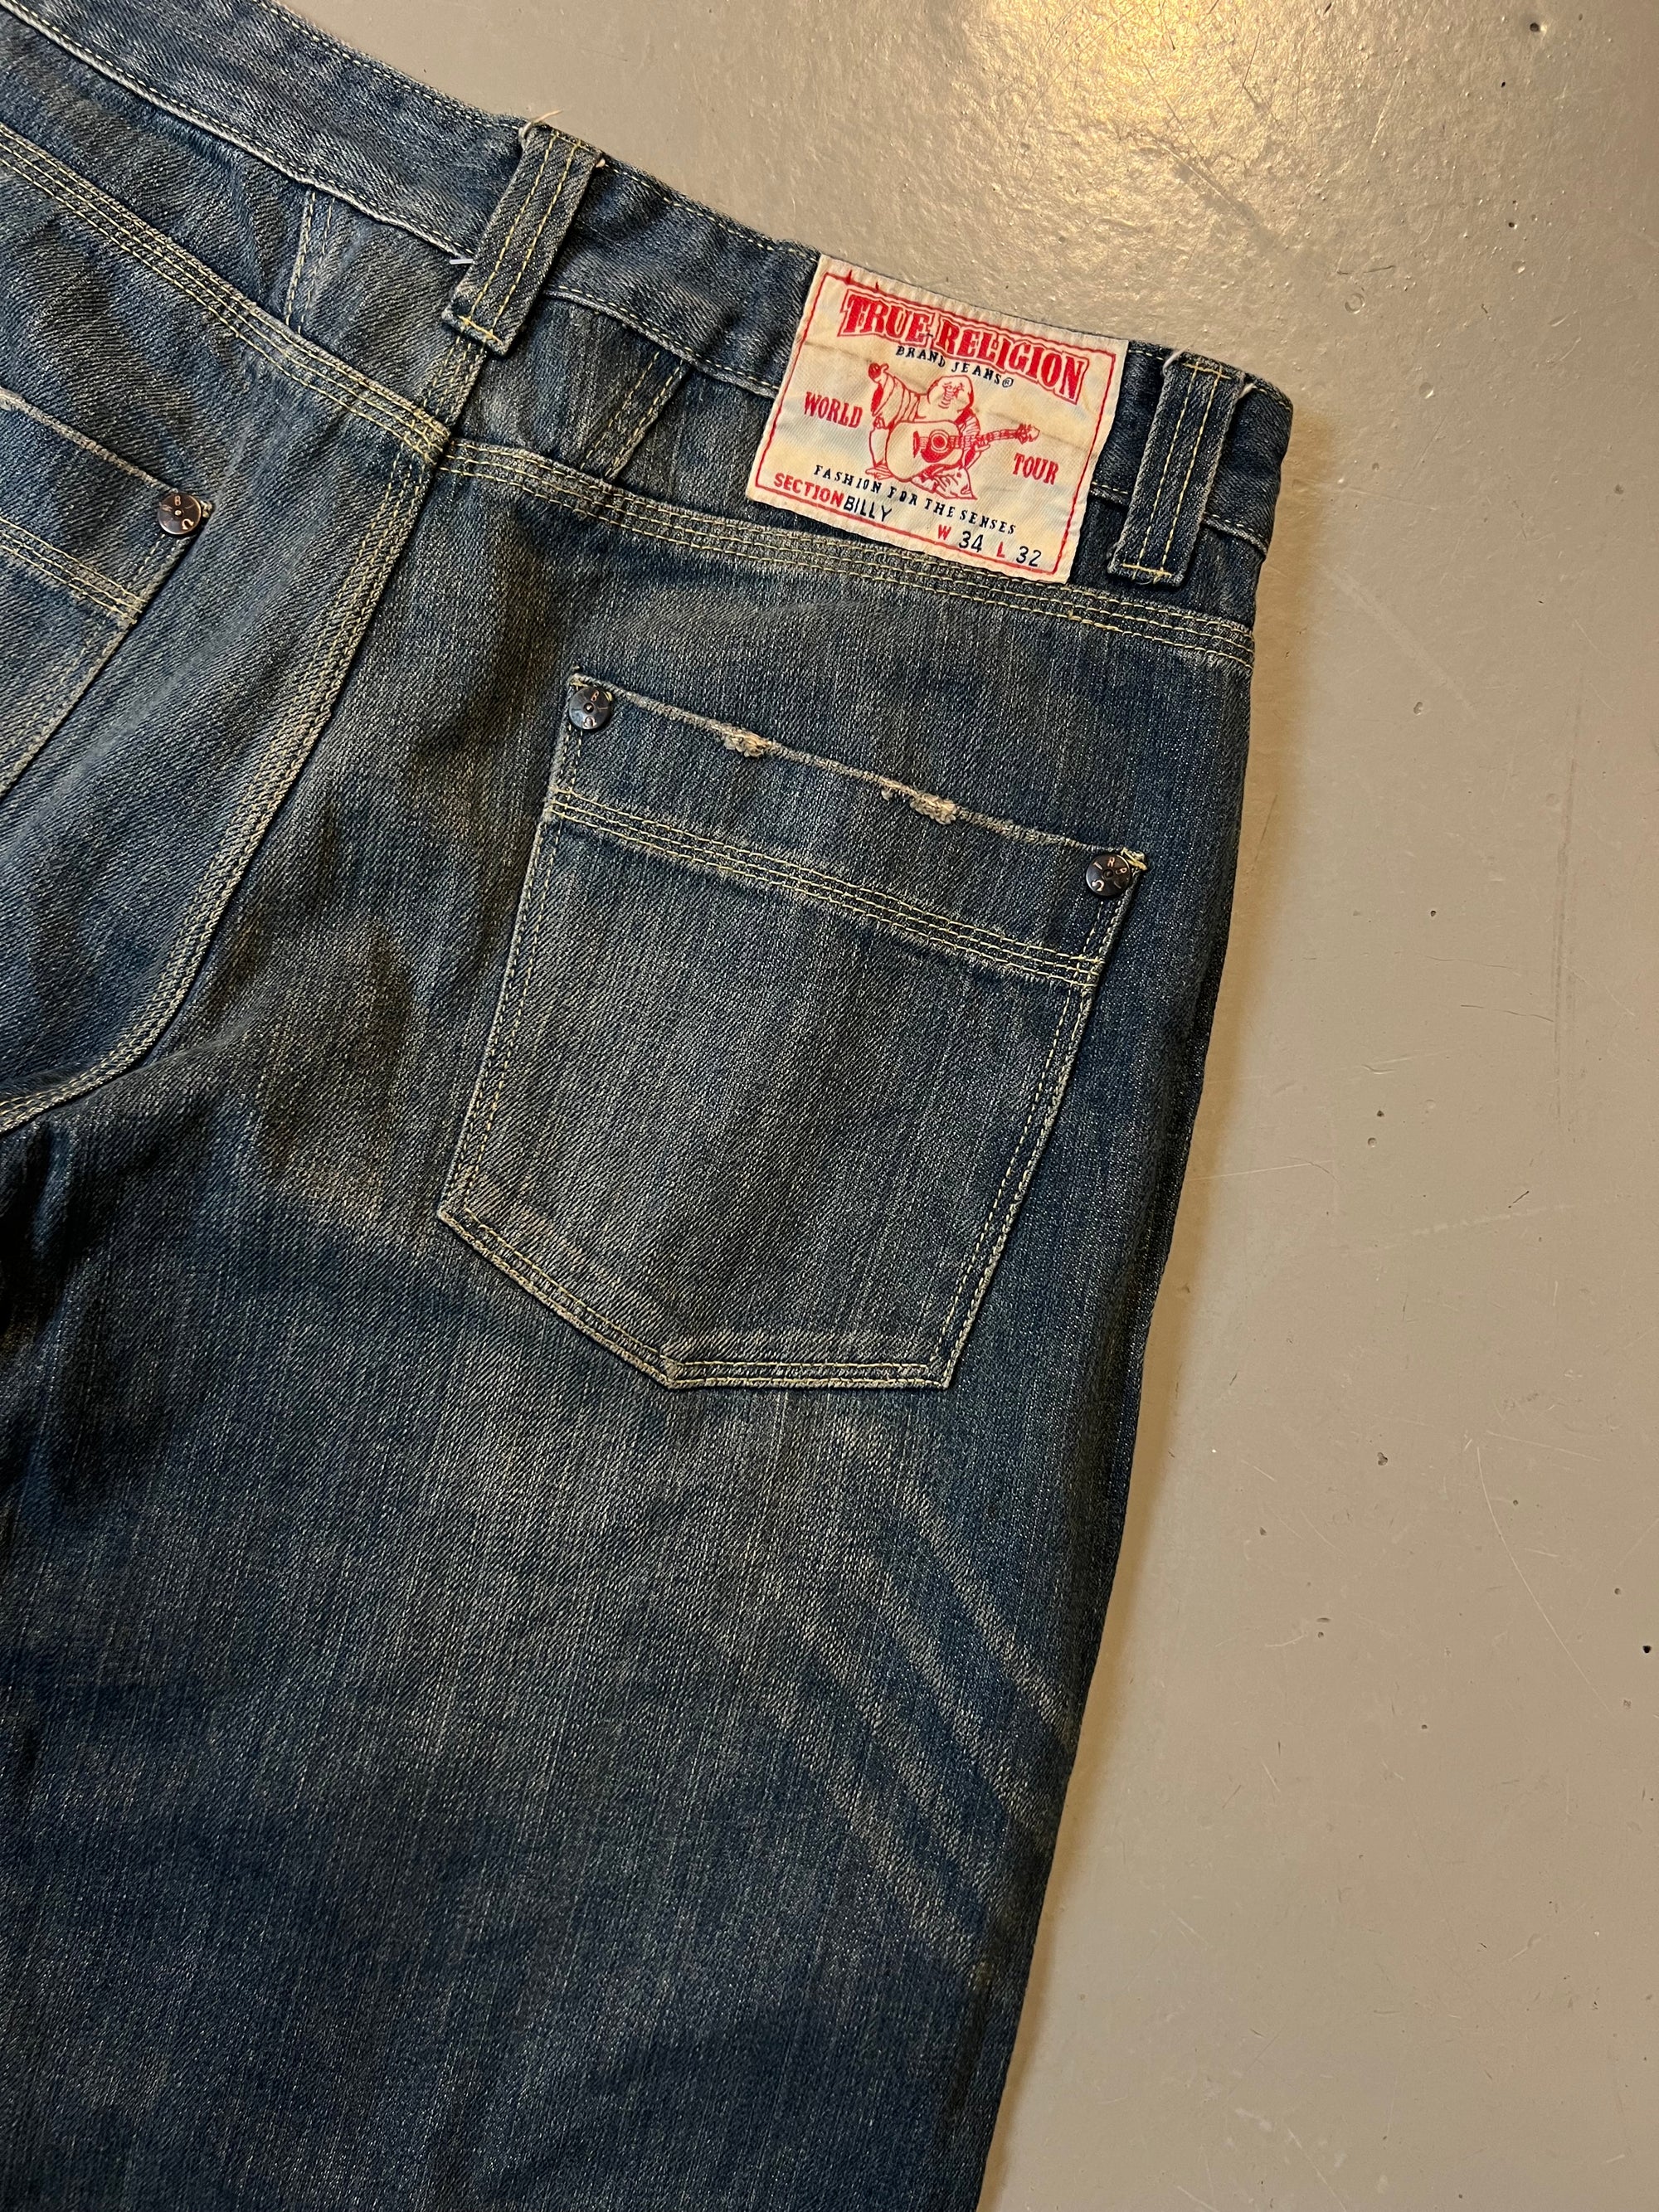 TRUE RELIGION
BRAND JEANS®
WORLD TOUR
FASHION FOR THE SENSES
SECTION BILLY W 34 L 32